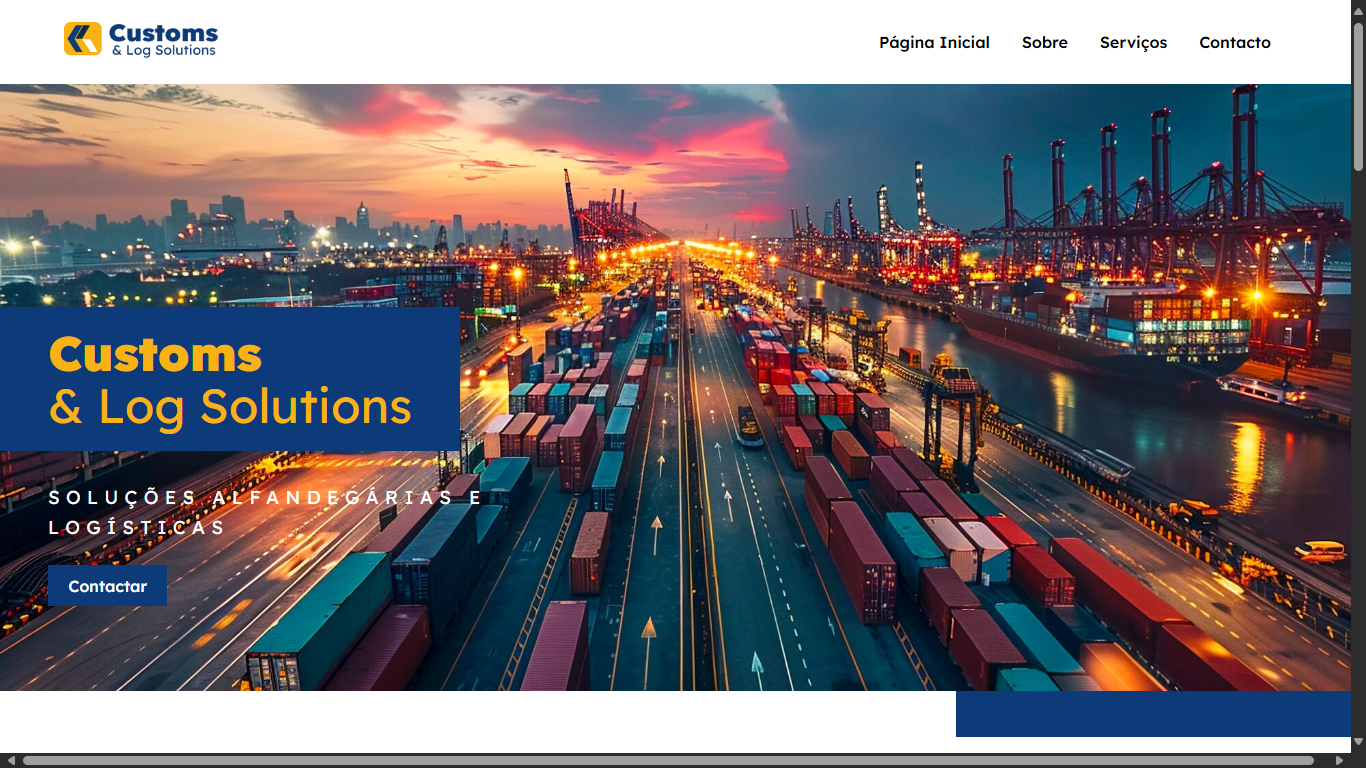 Customs
& Log Solutions
Página Inicial
Sobre
Serviços
Contacto
Customs
& Log Solutions
SOLUÇÕES ALFANDEGÁRIAS E
LOGÍSTICAS
Contactar